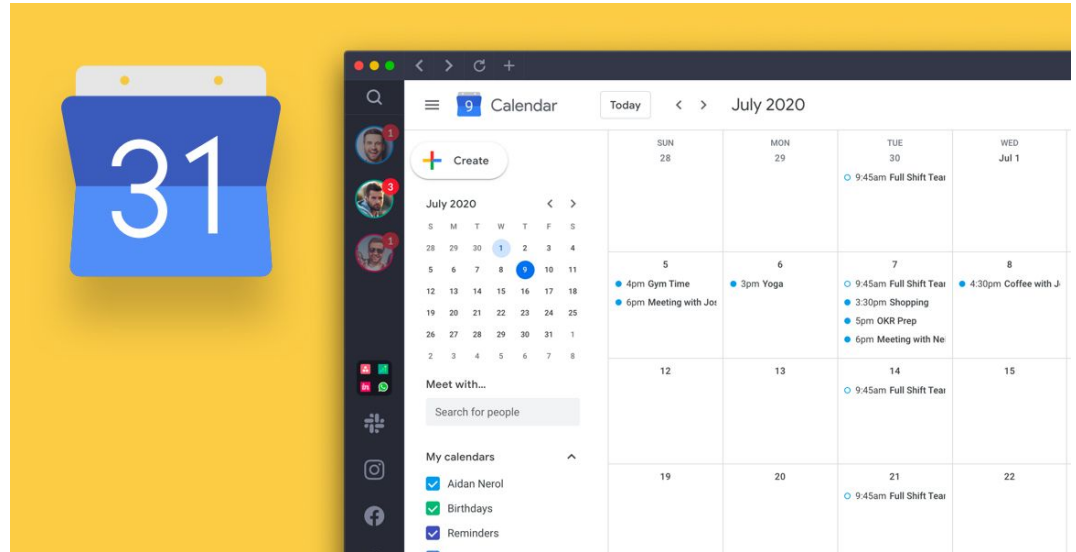 31
1
3
1
in
9 Calendar
Today
July 2020
Create
July 2020
S M T W T F S
28 29 30 1 2 3 4
5 6 7 8 9 10 11
12 13 14 15 16 17 18
19 20 21 22 23 24 25
26 27 28 29 30 31 1
2 3 4 5 6 7 8
Meet with...
Search for people
My calendars
Aidan Nerol
Birthdays
Reminders
SUN MON TUE WED
28 29 30 Jul 1
9:45am Full Shift Tear
5 6 7 8
4pm Gym Time 3pm Yoga 9:45am Full Shift Tear 4:30pm Coffee with J
6pm Meeting with Jos 3:30pm Shopping
5pm OKR Prep
6pm Meeting with Ne
12 13 14 15
9:45am Full Shift Tear
19 20 21 22
9:45am Full Shift Tear